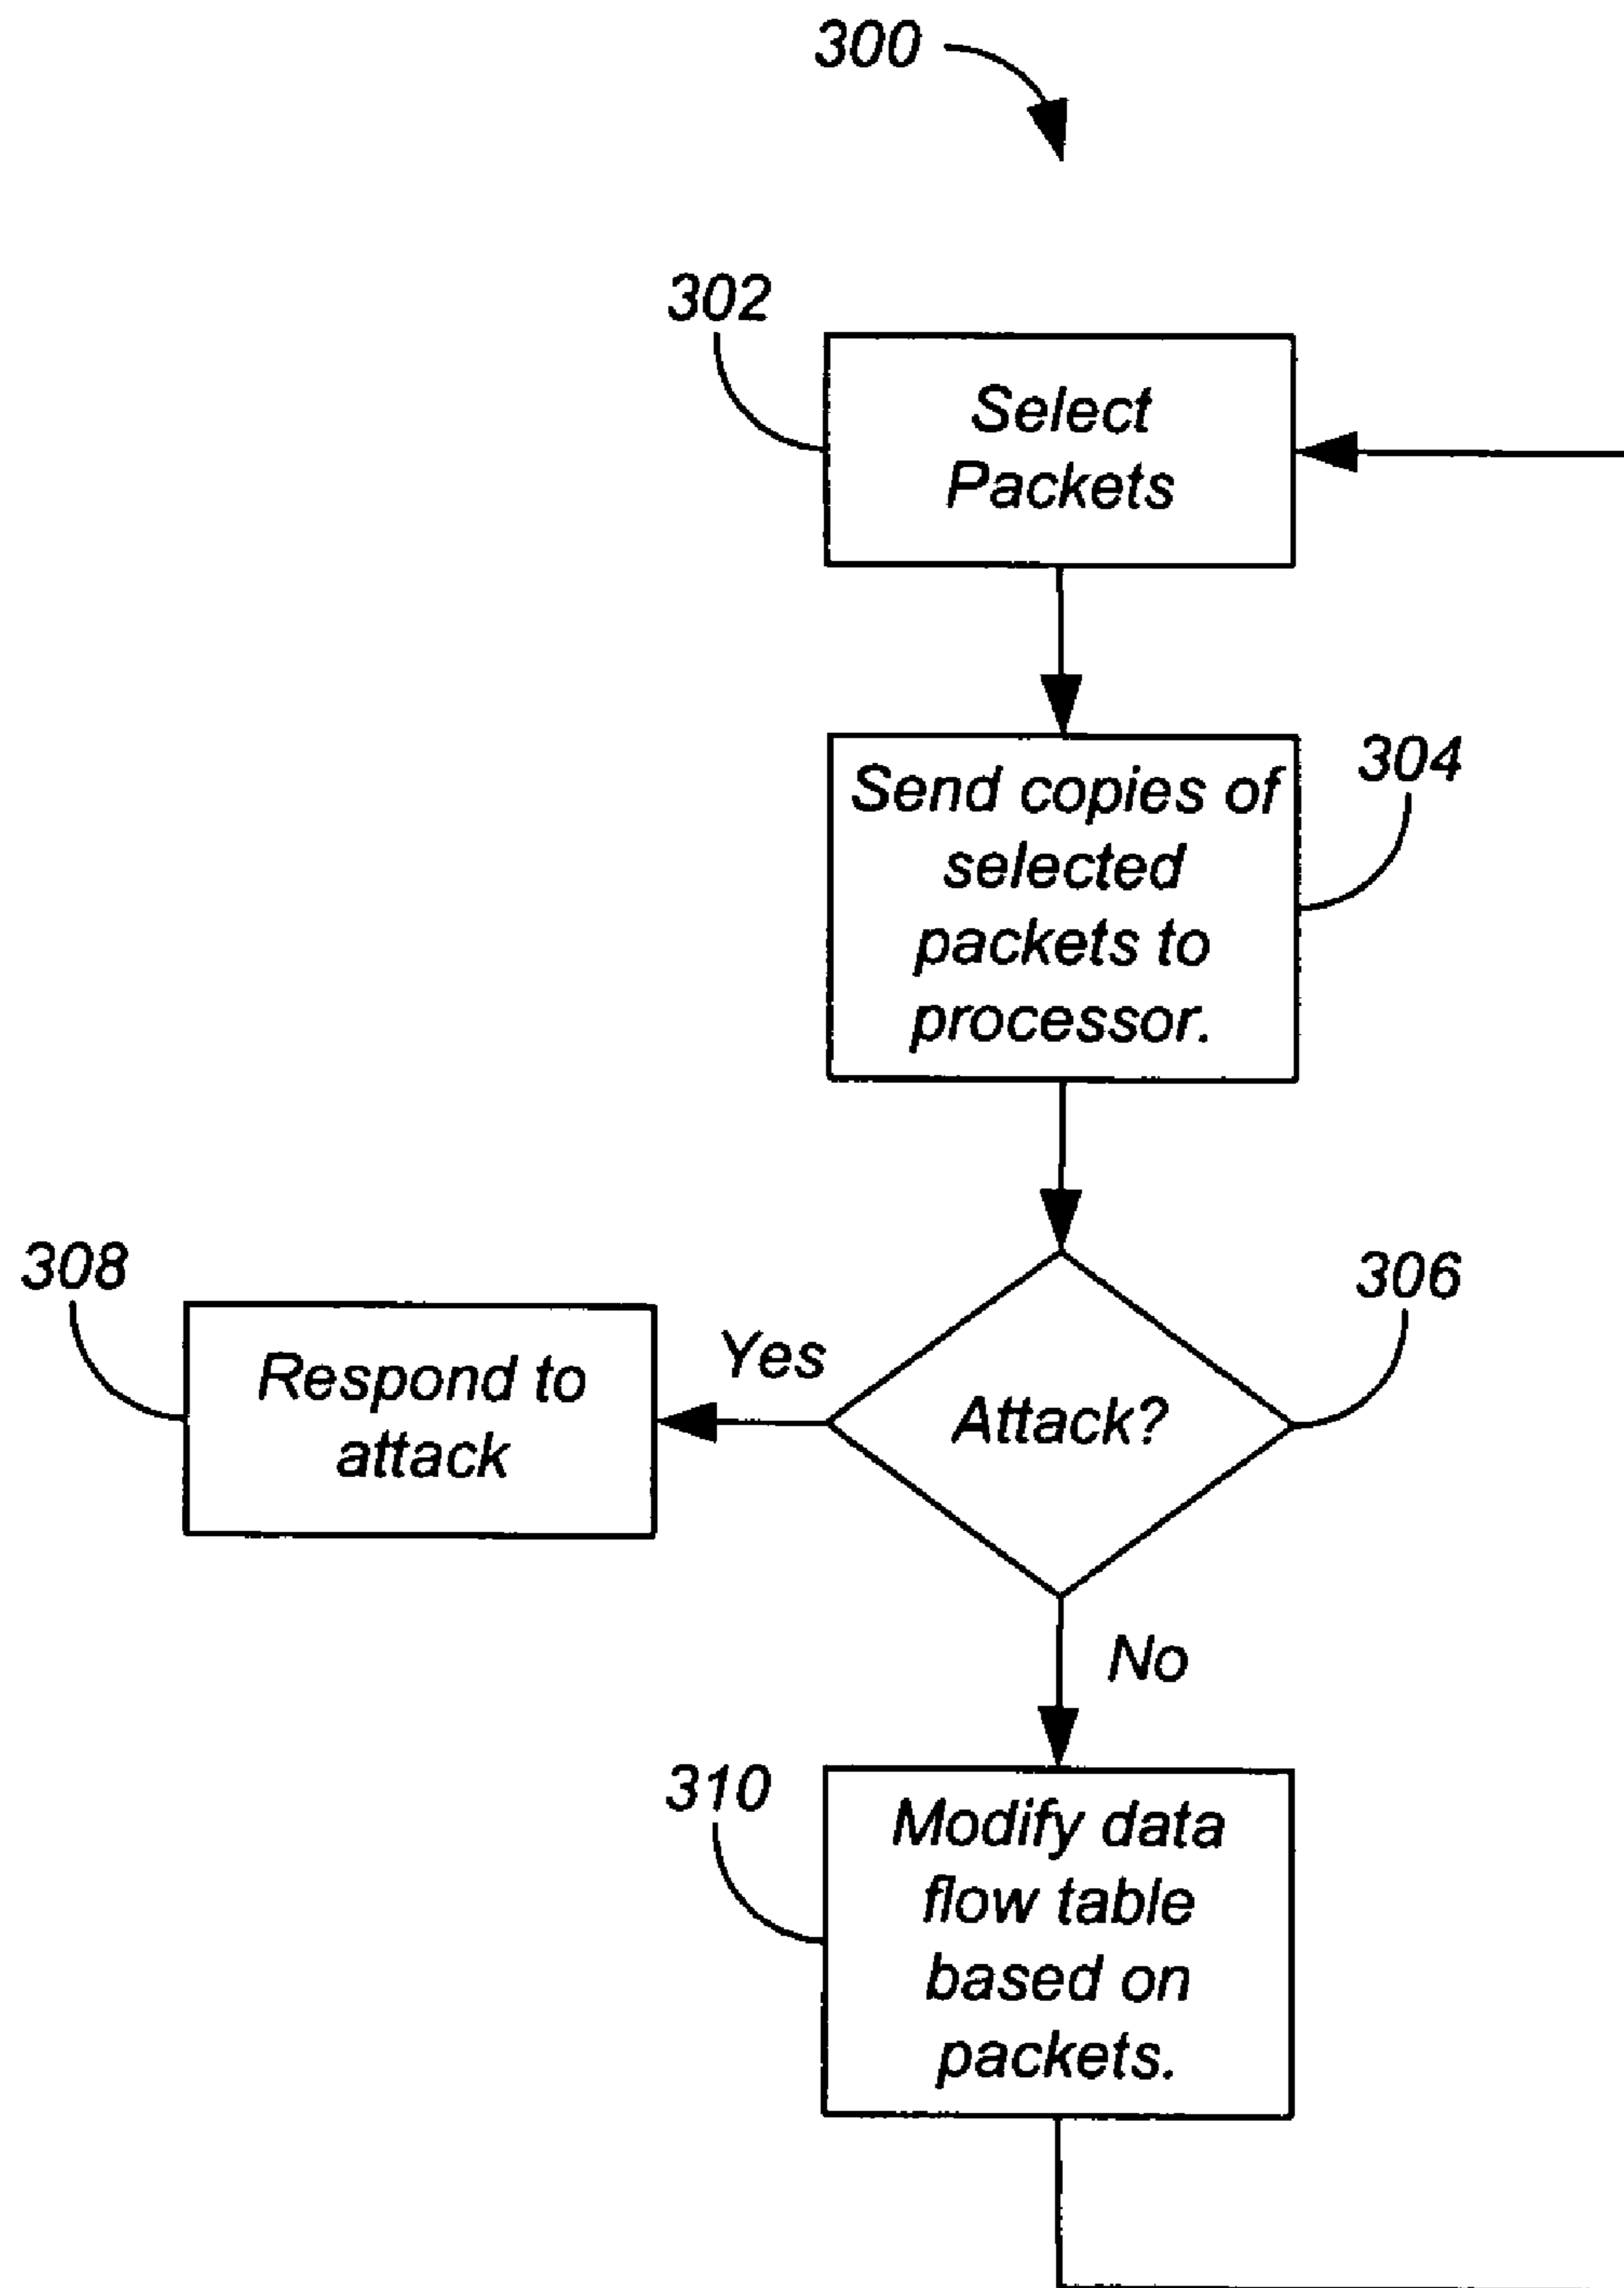 300
302
Select
Packets
304
Send copies of
selected
packets to
processor.
308
Respond to
attack
Yes
306
Attack?
No
310
Modify data
flow table
based on
packets.